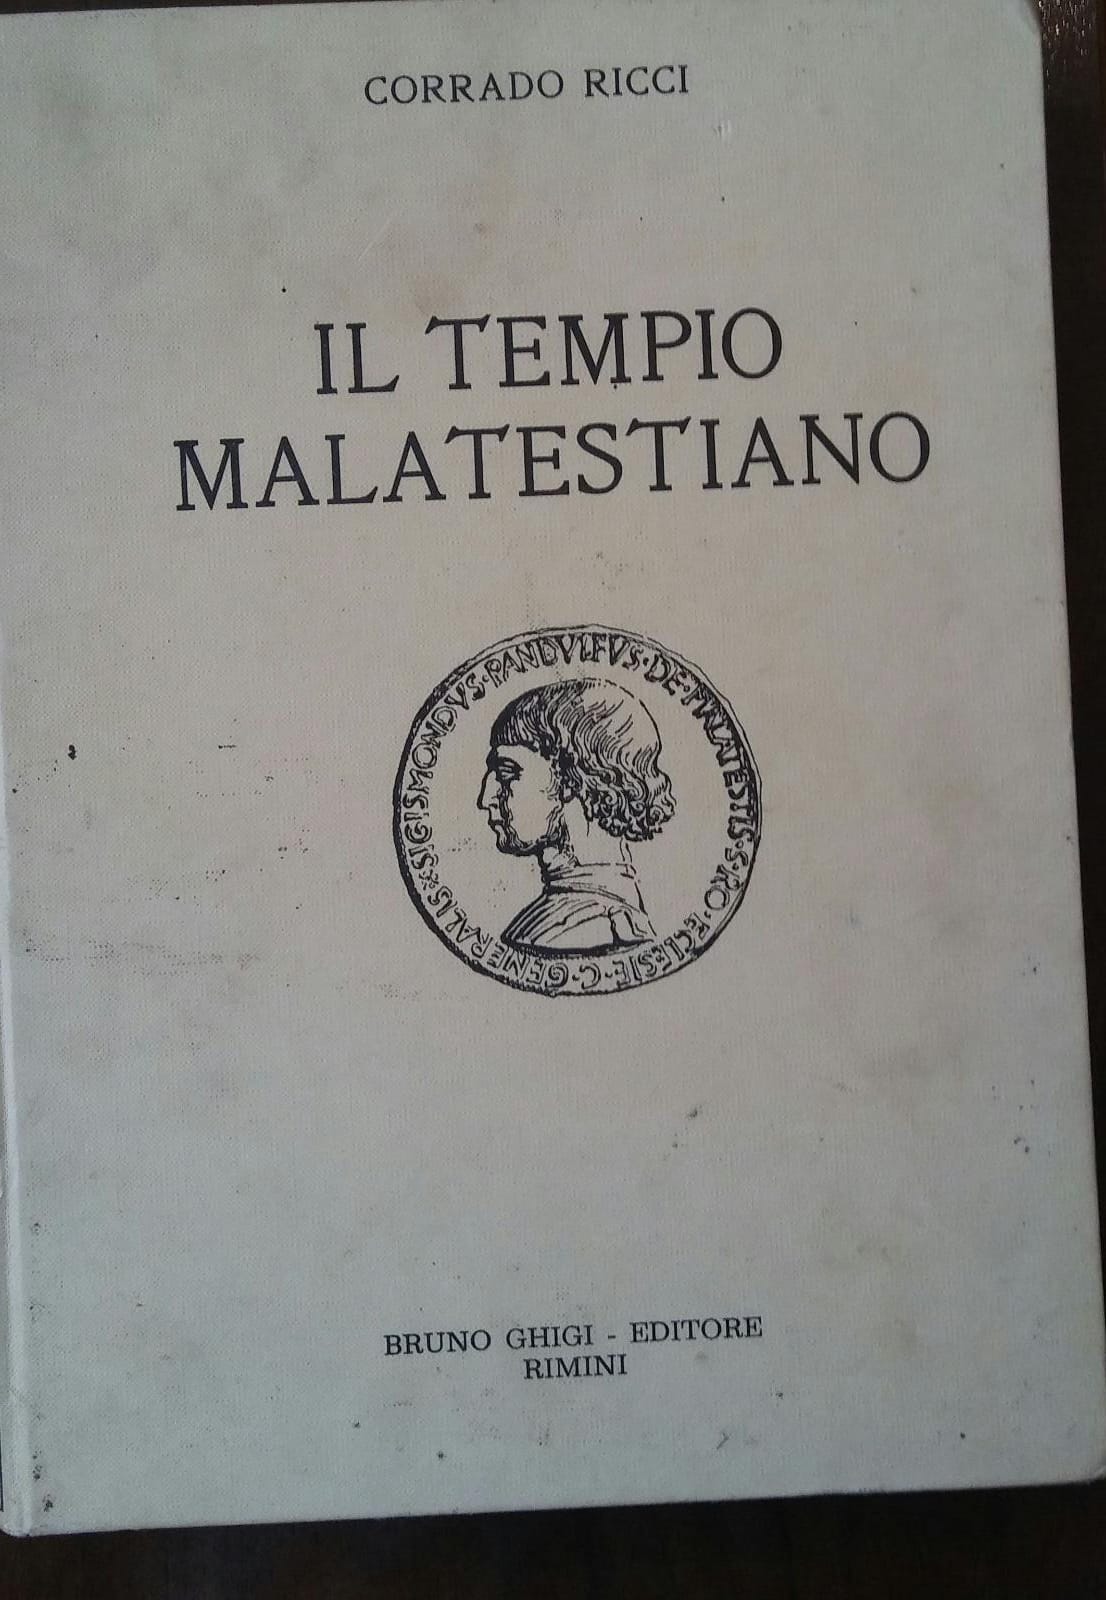 CORRADO RICCI
IL TEMPIO
MALATESTIANO
SIGISMONDVS·PANDVLFVS·DE·MALATESTIS·S·RO·ECLESIE·C·GENERALIS
BRUNO GHIGI - EDITORE
RIMINI